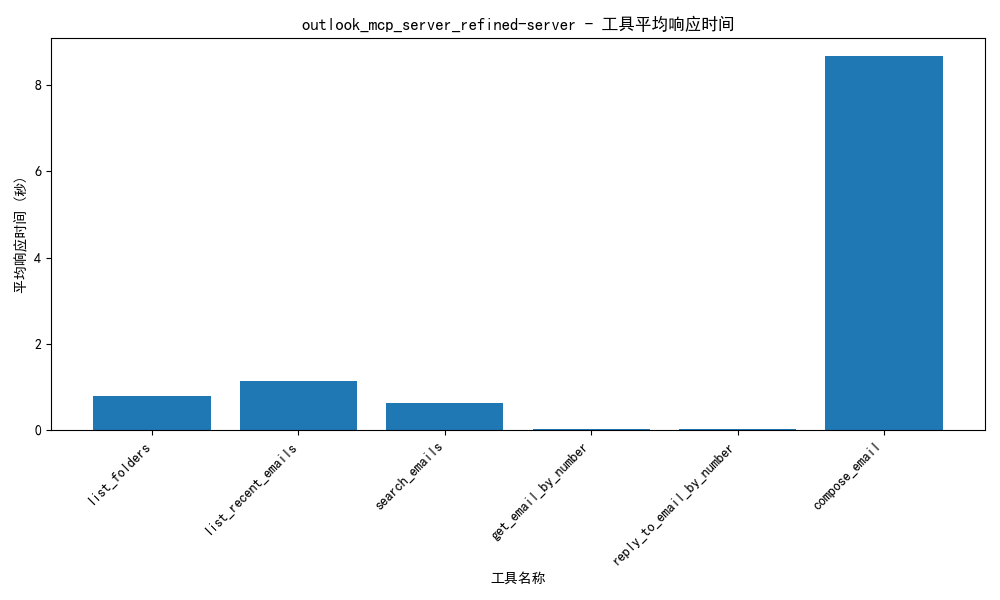 outlook_mcp_server_refined-server - 工具平均响应时间
平均响应时间 (秒)
8
6
4
2
0
list_folders
list_recent_emails
search_emails
get_email_by_number
reply_to_email_by_number
compose_email
工具名称